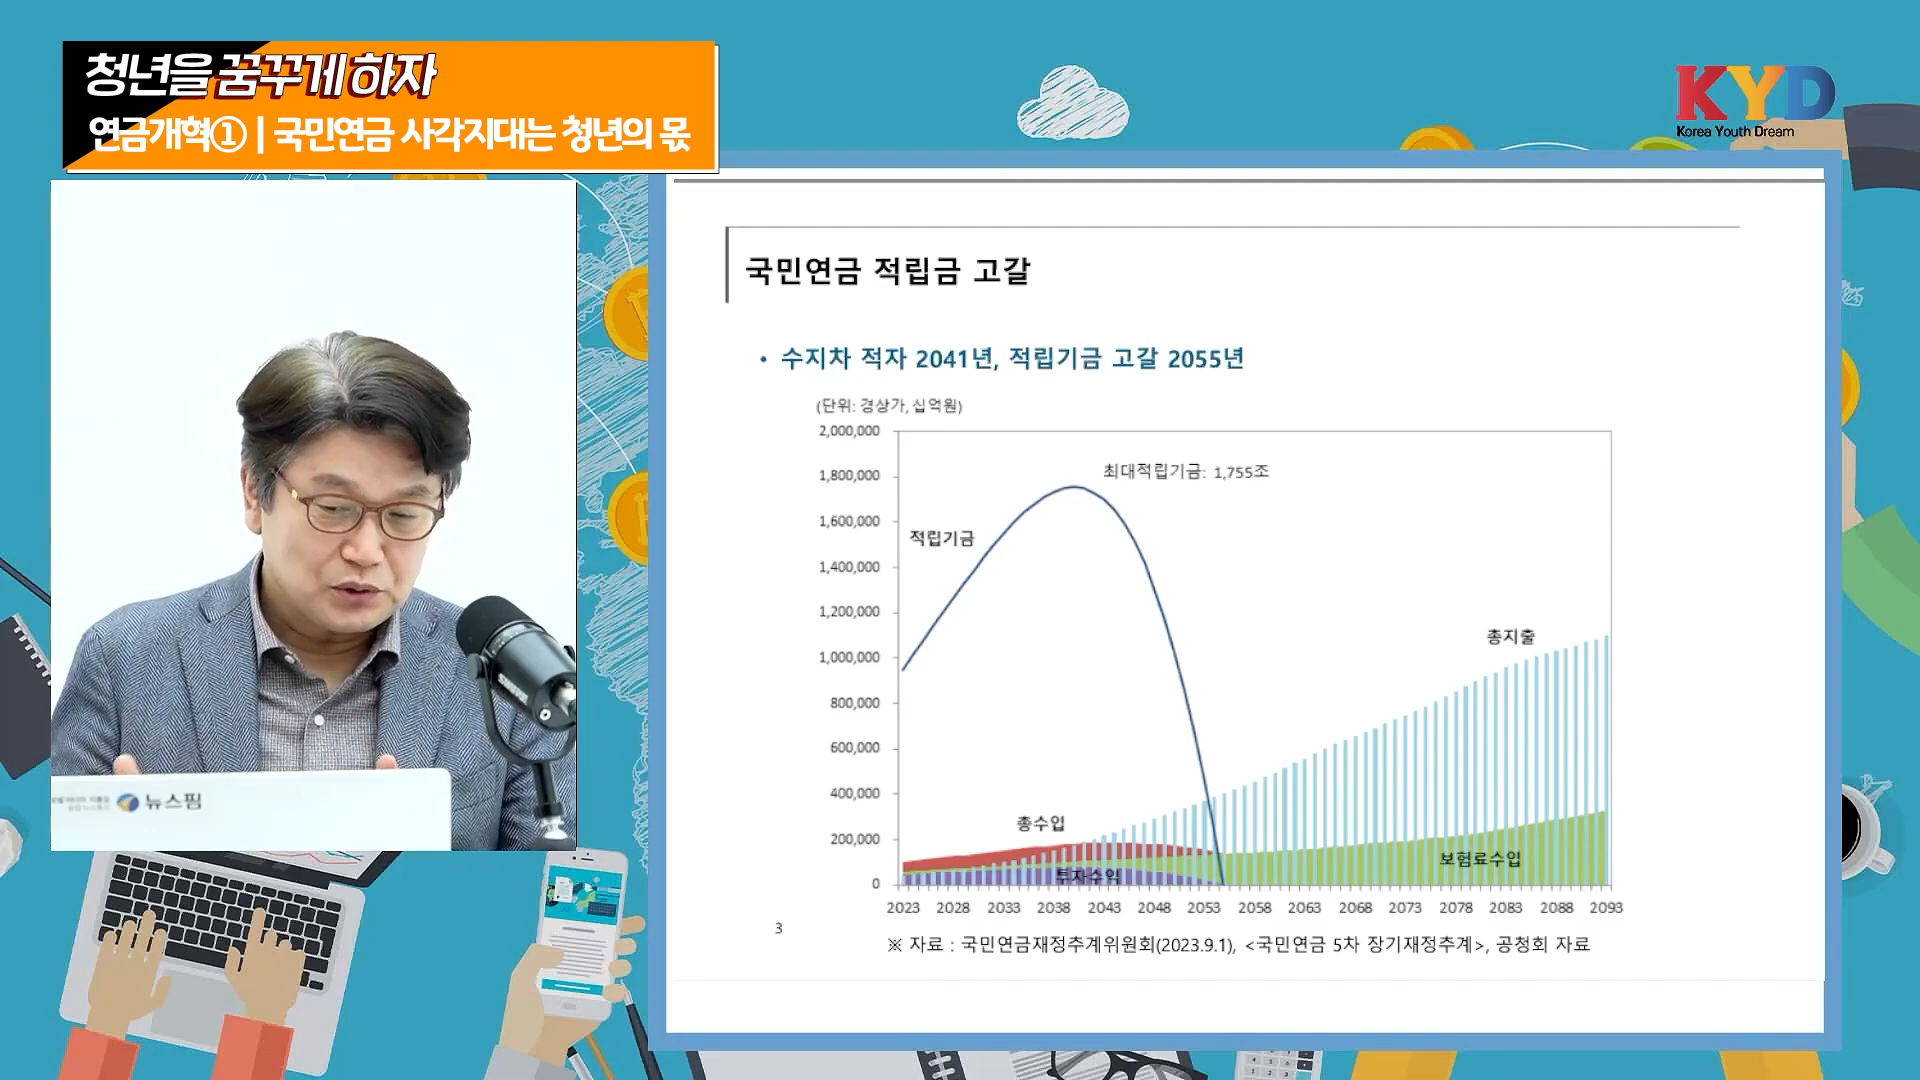 청년을 꿈꾸게 하자
연금개혁① | 국민연금 사각지대는 청년의 몫
KYD
Korea Youth Dream
국민연금 적립금 고갈
• 수지차 적자 2041년, 적립기금 고갈 2055년
(단위: 경상가, 십억원)
2,000,000
1,800,000
1,600,000
1,400,000
1,200,000
1,000,000
800,000
600,000
400,000
200,000
0
최대적립기금: 1,755조
적립기금
총지출
총수입
보험료수입
투자수익
2023 2028 2033 2038 2043 2048 2053 2058 2063 2068 2073 2078 2083 2088 2093
3
※ 자료 : 국민연금재정추계위원회(2023.9.1), <국민연금 5차 장기재정추계>, 공청회 자료
뉴스핌